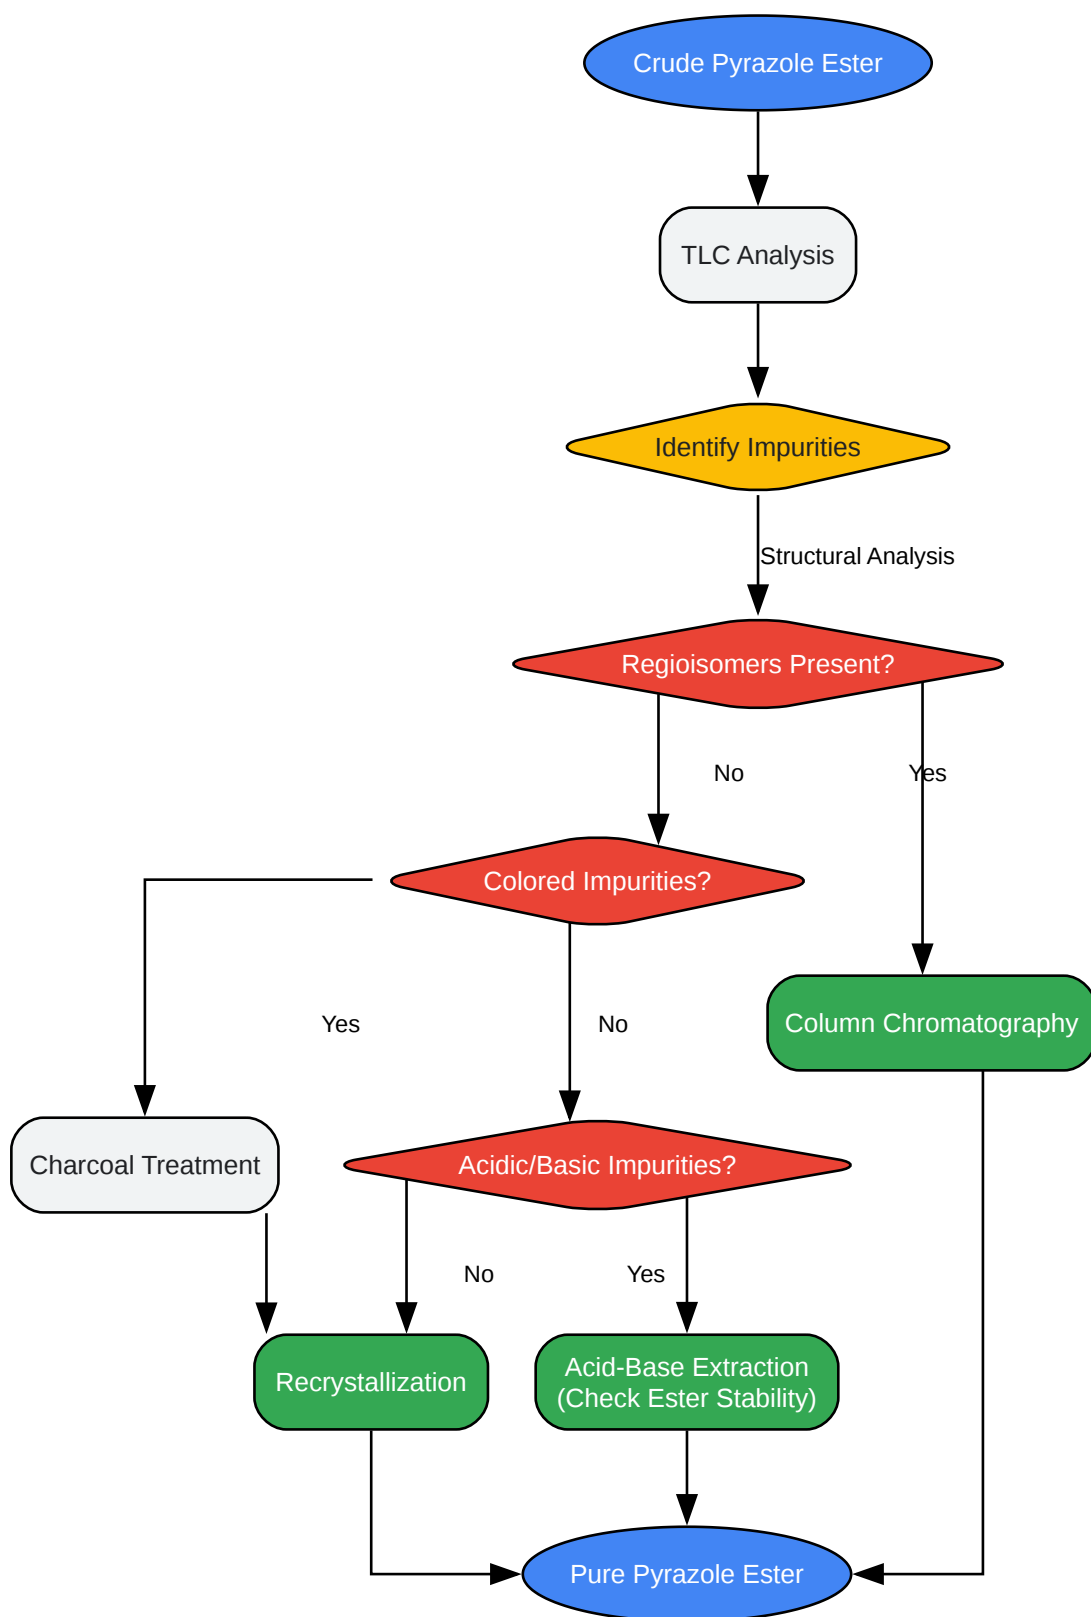 Crude Pyrazole Ester
TLC Analysis
Identify Impurities
Structural Analysis
Regioisomers Present?
No
Yes
Colored Impurities?
Yes
No
Column Chromatography
Charcoal Treatment
Acidic/Basic Impurities?
No
Yes
Recrystallization
Acid-Base Extraction
(Check Ester Stability)
Pure Pyrazole Ester